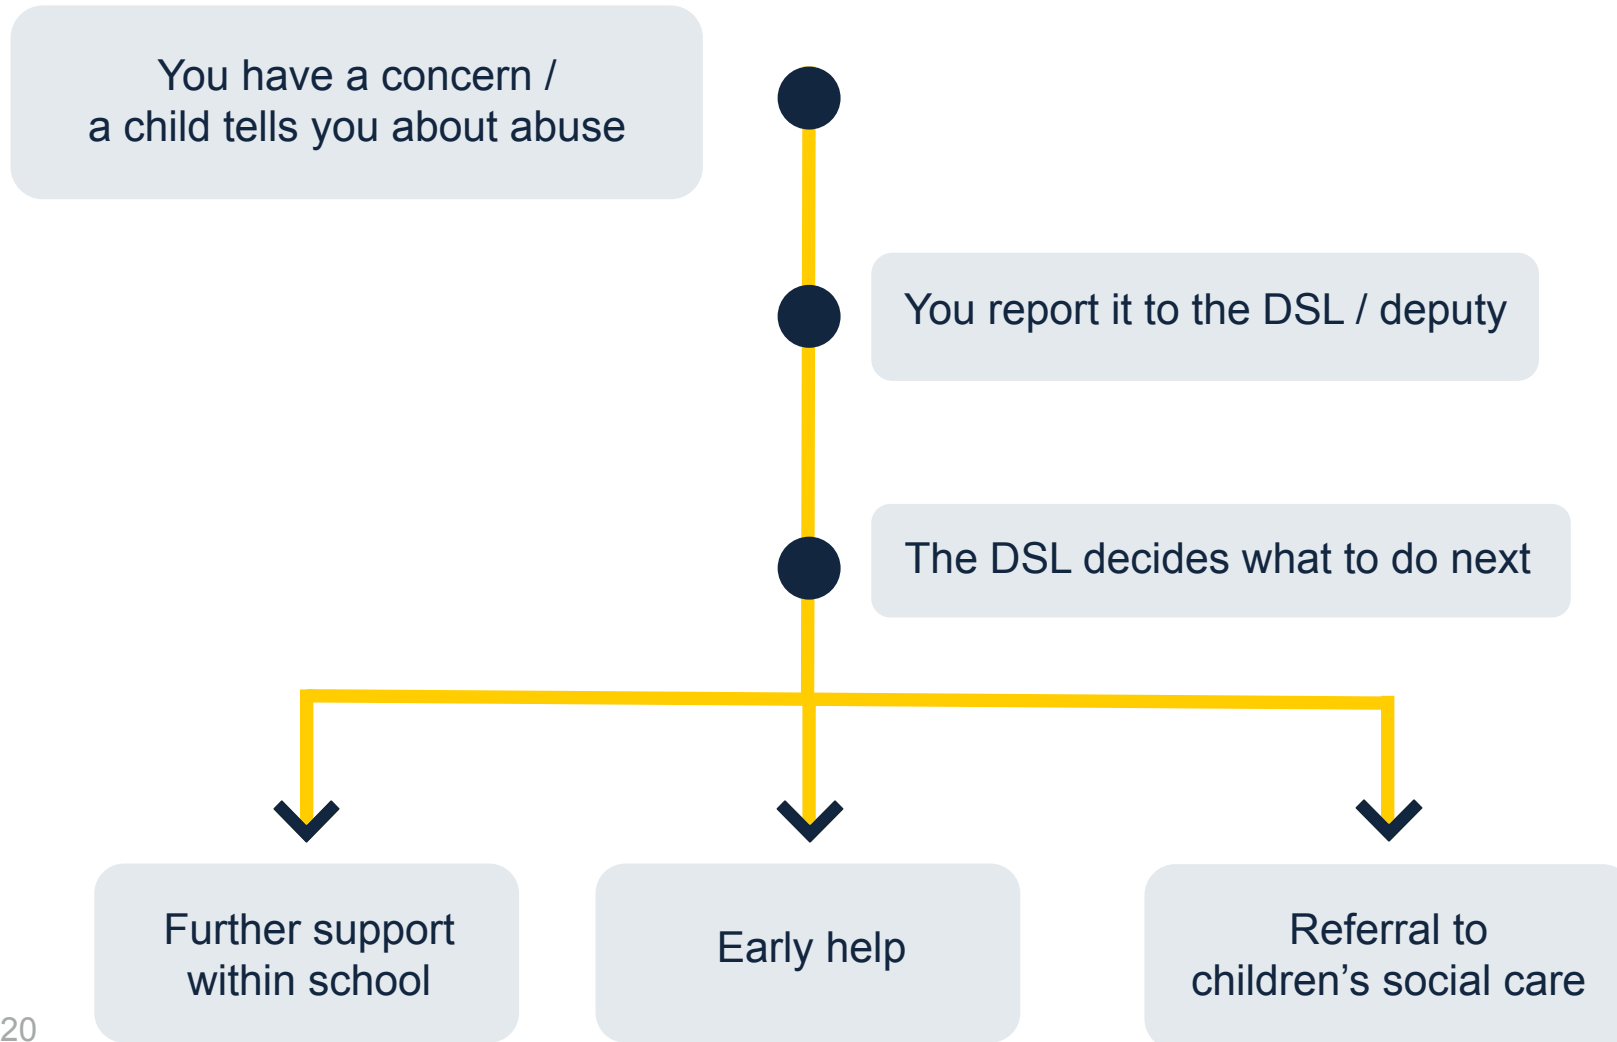 You have a concern /
a child tells you about abuse
You report it to the DSL / deputy
The DSL decides what to do next
Further support
within school
Early help
Referral to
children’s social care
20